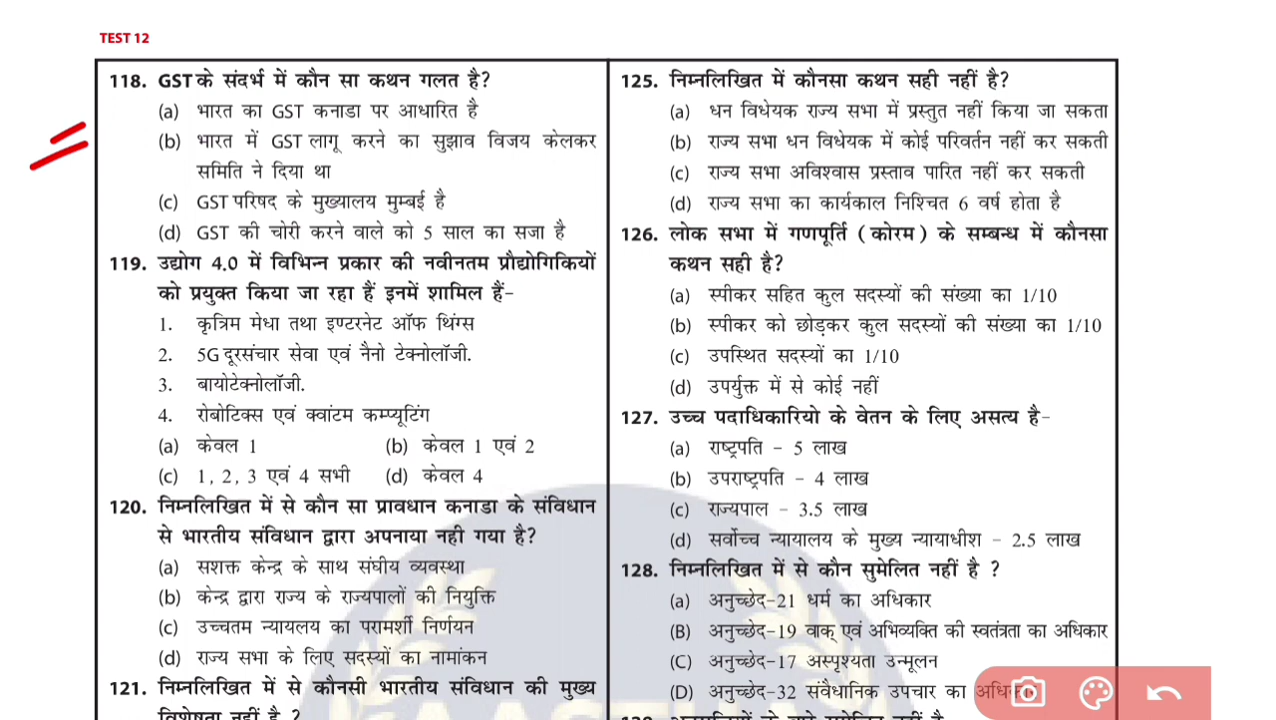 TEST 12
118. GST के संदर्भ में कौन सा कथन गलत है?
(a) भारत का GST कनाडा पर आधारित है
(b) भारत में GST लागू करने का सुझाव विजय केलकर
समिति ने दिया था
(c) GST परिषद के मुख्यालय मुम्बई है
(d) GST की चोरी करने वाले को 5 साल का सजा है
119. उद्योग 4.0 में विभिन्न प्रकार की नवीनतम प्रौद्योगिकियों
को प्रयुक्त किया जा रहा हैं इनमें शामिल हैं-
1. कृत्रिम मेधा तथा इण्टरनेट ऑफ थिंग्स
2. 5G दूरसंचार सेवा एवं नैनो टेक्नोलॉजी.
3. बायोटेक्नोलॉजी.
4. रोबोटिक्स एवं क्वांटम कम्प्यूटिंग
(a) केवल 1 (b) केवल 1 एवं 2
(c) 1, 2, 3 एवं 4 सभी (d) केवल 4
120. निम्नलिखित में से कौन सा प्रावधान कनाडा के संविधान
से भारतीय संविधान द्वारा अपनाया नही गया है?
(a) सशक्त केन्द्र के साथ संघीय व्यवस्था
(b) केन्द्र द्वारा राज्य के राज्यपालों की नियुक्ति
(c) उच्चतम न्यायलय का परामर्शी निर्णयन
(d) राज्य सभा के लिए सदस्यों का नामांकन
121. निम्नलिखित में से कौनसी भारतीय संविधान की मुख्य
विशेषता नहीं है ?
125. निम्नलिखित में कौनसा कथन सही नहीं है?
(a) धन विधेयक राज्य सभा में प्रस्तुत नहीं किया जा सकता
(b) राज्य सभा धन विधेयक में कोई परिवर्तन नहीं कर सकती
(c) राज्य सभा अविश्वास प्रस्ताव पारित नहीं कर सकती
(d) राज्य सभा का कार्यकाल निश्चित 6 वर्ष होता है
126. लोक सभा में गणपूर्ति (कोरम) के सम्बन्ध में कौनसा
कथन सही है?
(a) स्पीकर सहित कुल सदस्यों की संख्या का 1/10
(b) स्पीकर को छोड़कर कुल सदस्यों की संख्या का 1/10
(c) उपस्थित सदस्यों का 1/10
(d) उपर्युक्त में से कोई नहीं
127. उच्च पदाधिकारियो के वेतन के लिए असत्य है-
(a) राष्ट्रपति - 5 लाख
(b) उपराष्ट्रपति - 4 लाख
(c) राज्यपाल - 3.5 लाख
(d) सर्वोच्च न्यायालय के मुख्य न्यायाधीश - 2.5 लाख
128. निम्नलिखित में से कौन सुमेलित नहीं है ?
(a) अनुच्छेद-21 धर्म का अधिकार
(B) अनुच्छेद-19 वाक् एवं अभिव्यक्ति की स्वतंत्रता का अधिकार
(C) अनुच्छेद-17 अस्पृश्यता उन्मूलन
(D) अनुच्छेद-32 संवैधानिक उपचार का